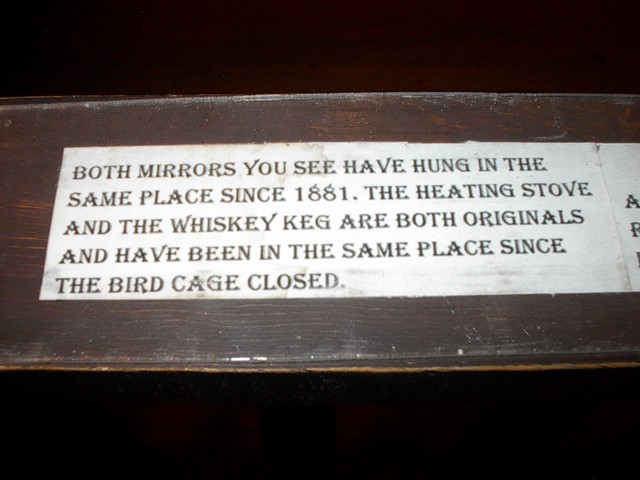 BOTH MIRRORS YOU SEE HAVE HUNG IN THE
SAME PLACE SINCE 1881. THE HEATING STOVE
AND THE WHISKEY KEG ARE BOTH ORIGINALS
AND HAVE BEEN IN THE SAME PLACE SINCE
THE BIRD CAGE CLOSED.